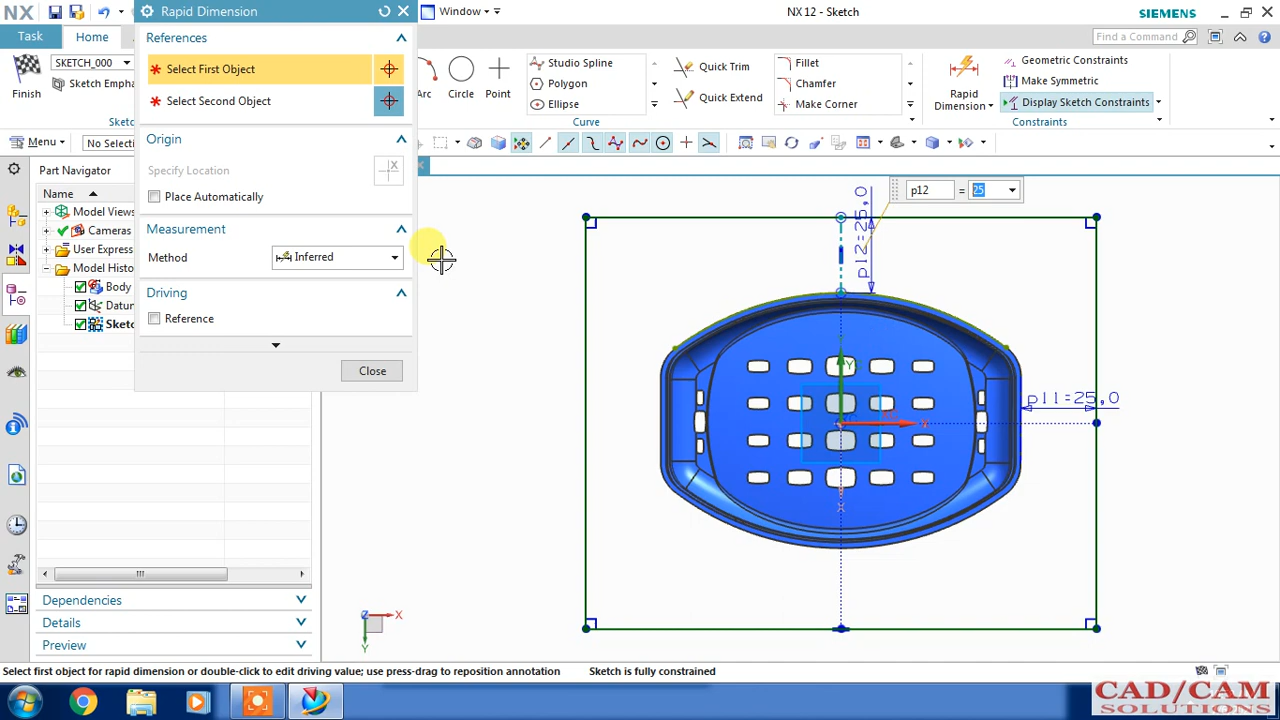 NX
Rapid Dimension
Window
NX 12 - Sketch
SIEMENS
Task
Home
Find a Command
Finish
SKETCH_000
Sketch Empha
Sketc
Arc
Circle
Point
Studio Spline
Polygon
Ellipse
Curve
Quick Trim
Quick Extend
Fillet
Chamfer
Make Corner
Rapid
Dimension
Geometric Constraints
Make Symmetric
Display Sketch Constraints
Constraints
Menu
No Selecti
References
Select First Object
Select Second Object
Origin
Specify Location
Place Automatically
Measurement
Method
Inferred
Driving
Reference
Close
Part Navigator
Name
Model Views
Cameras
User Express
Model Histo
Body
Datun
Sketc
Dependencies
Details
Preview
p12
=
25
p12=25,0
p11=25,0
Y
X
Z
X
Y
Select first object for rapid dimension or double-click to edit driving value; use press-drag to reposition annotation
Sketch is fully constrained
CAD/CAM
SOLUTIONS